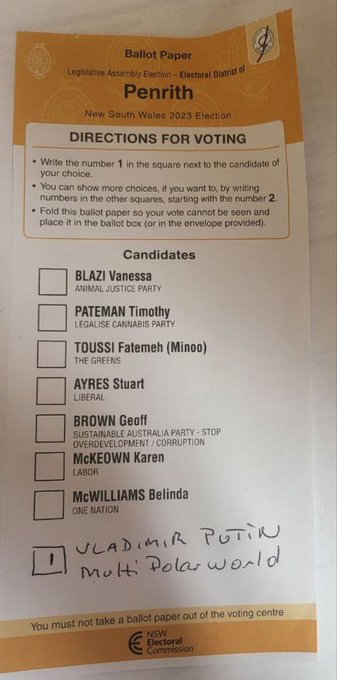 Ballot Paper
Legislative Assembly Election – Electoral District of
Penrith
New South Wales 2023 Election
DIRECTIONS FOR VOTING
• Write the number 1 in the square next to the candidate of
your choice.
• You can show more choices, if you want to, by writing
numbers in the other squares, starting with the number 2.
• Fold this ballot paper so your vote cannot be seen and
place it in the ballot box (or in the envelope provided).
Candidates
BLAZI Vanessa
ANIMAL JUSTICE PARTY
PATEMAN Timothy
LEGALISE CANNABIS PARTY
TOUSSI Fatemeh (Minoo)
THE GREENS
AYRES Stuart
LIBERAL
BROWN Geoff
SUSTAINABLE AUSTRALIA PARTY - STOP
OVERDEVELOPMENT / CORRUPTION
McKEOWN Karen
LABOR
McWILLIAMS Belinda
ONE NATION
1 VLADIMIR PUTIN
Multi Polar World
You must not take a ballot paper out of the voting centre
NSW
Electoral
Commission